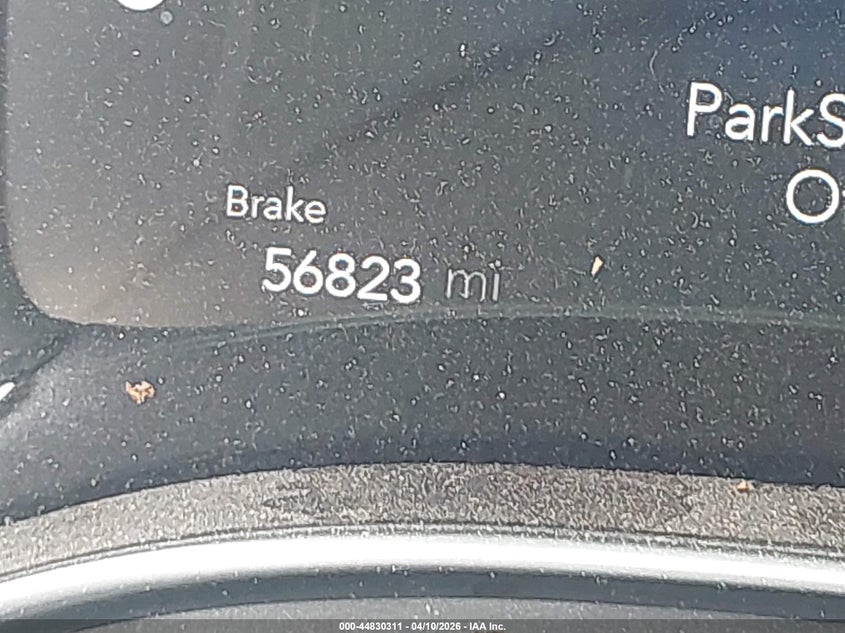 ParkS
Brake
56823 mi
000-44830311 - 04/10/2026 - IAA Inc.